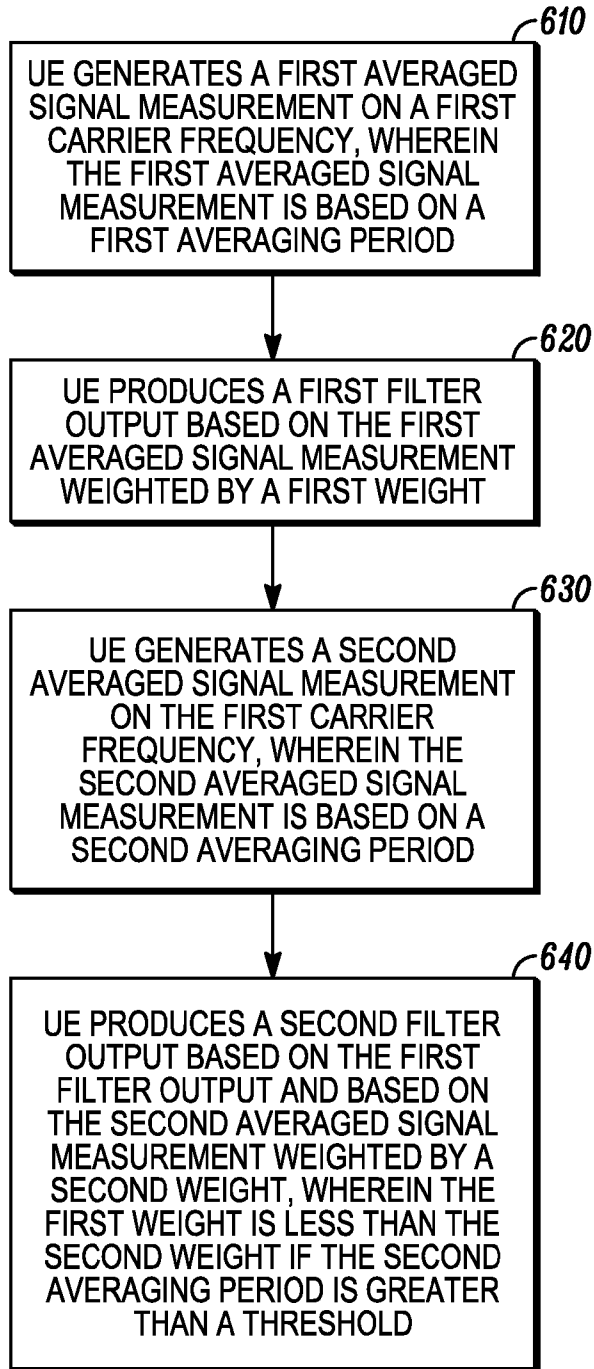 610
UE GENERATES A FIRST AVERAGED
SIGNAL MEASUREMENT ON A FIRST
CARRIER FREQUENCY, WHEREIN
THE FIRST AVERAGED SIGNAL
MEASUREMENT IS BASED ON A
FIRST AVERAGING PERIOD
620
UE PRODUCES A FIRST FILTER
OUTPUT BASED ON THE FIRST
AVERAGED SIGNAL MEASUREMENT
WEIGHTED BY A FIRST WEIGHT
630
UE GENERATES A SECOND
AVERAGED SIGNAL MEASUREMENT
ON THE FIRST CARRIER
FREQUENCY, WHEREIN THE
SECOND AVERAGED SIGNAL
MEASUREMENT IS BASED ON A
SECOND AVERAGING PERIOD
640
UE PRODUCES A SECOND FILTER
OUTPUT BASED ON THE FIRST
FILTER OUTPUT AND BASED ON
THE SECOND AVERAGED SIGNAL
MEASUREMENT WEIGHTED BY A
SECOND WEIGHT, WHEREIN THE
FIRST WEIGHT IS LESS THAN THE
SECOND WEIGHT IF THE SECOND
AVERAGING PERIOD IS GREATER
THAN A THRESHOLD